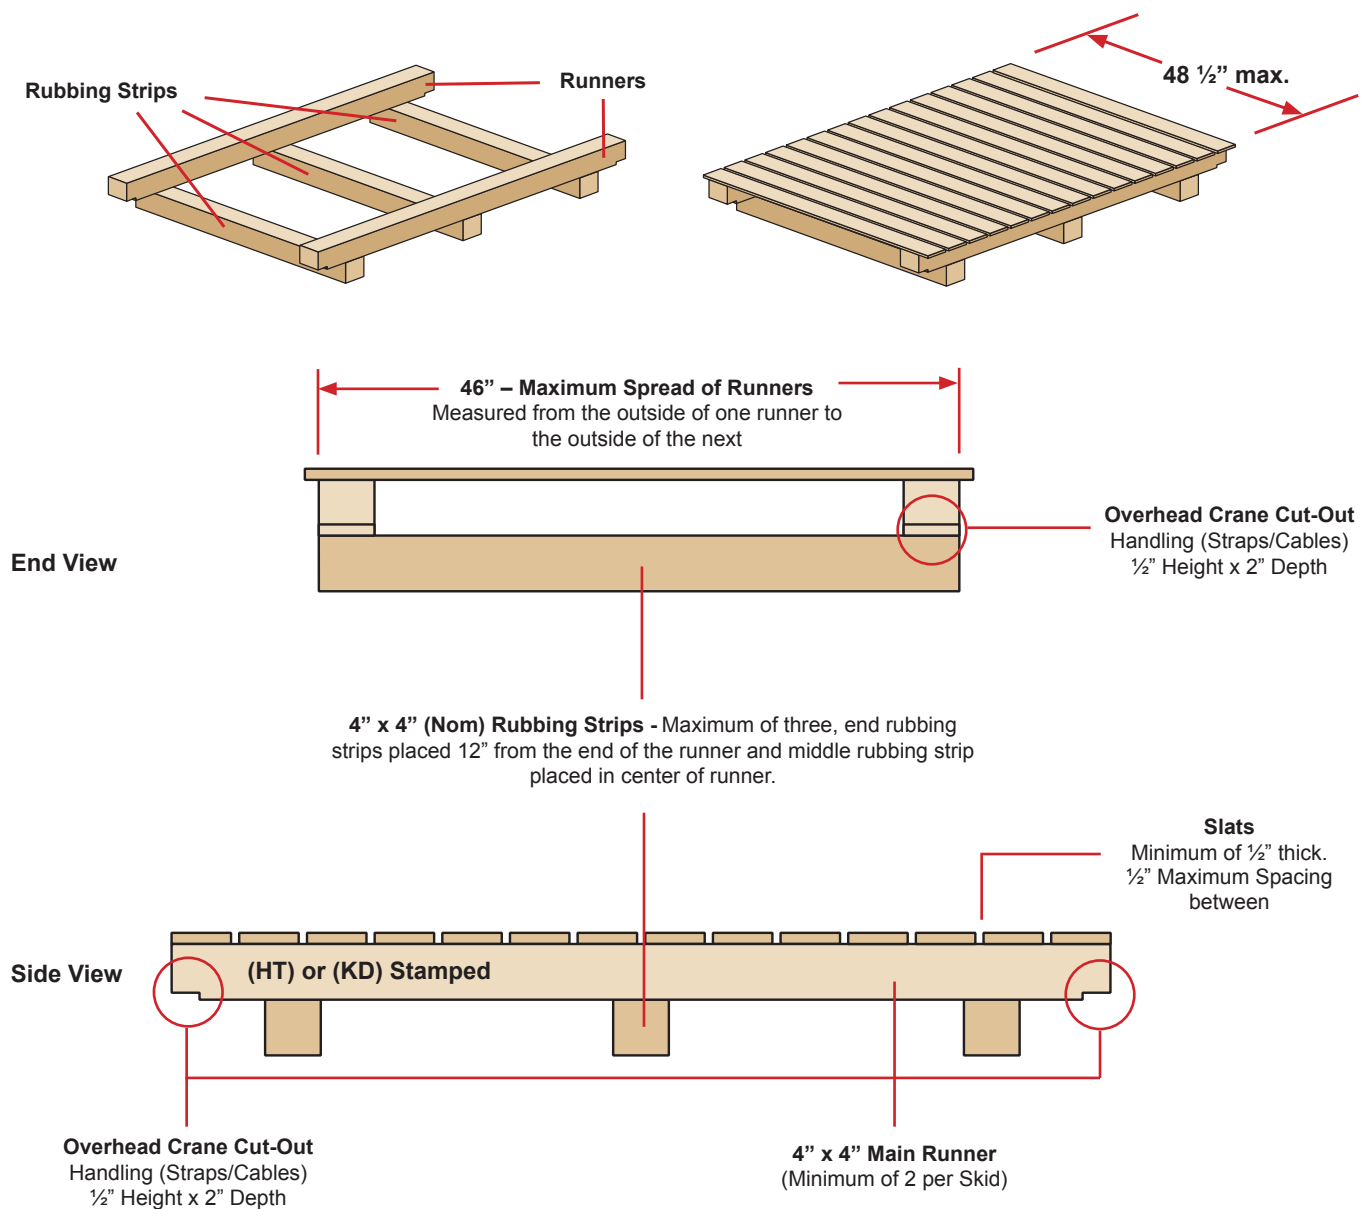 Rubbing Strips
Runners
48 ½” max.
46” – Maximum Spread of Runners
Measured from the outside of one runner to
the outside of the next
End View
Overhead Crane Cut-Out
Handling (Straps/Cables)
½” Height x 2” Depth
4” x 4” (Nom) Rubbing Strips - Maximum of three, end rubbing
strips placed 12” from the end of the runner and middle rubbing strip
placed in center of runner.
Slats
Minimum of ½” thick.
½” Maximum Spacing
between
Side View
(HT) or (KD) Stamped
Overhead Crane Cut-Out
Handling (Straps/Cables)
½” Height x 2” Depth
4” x 4” Main Runner
(Minimum of 2 per Skid)